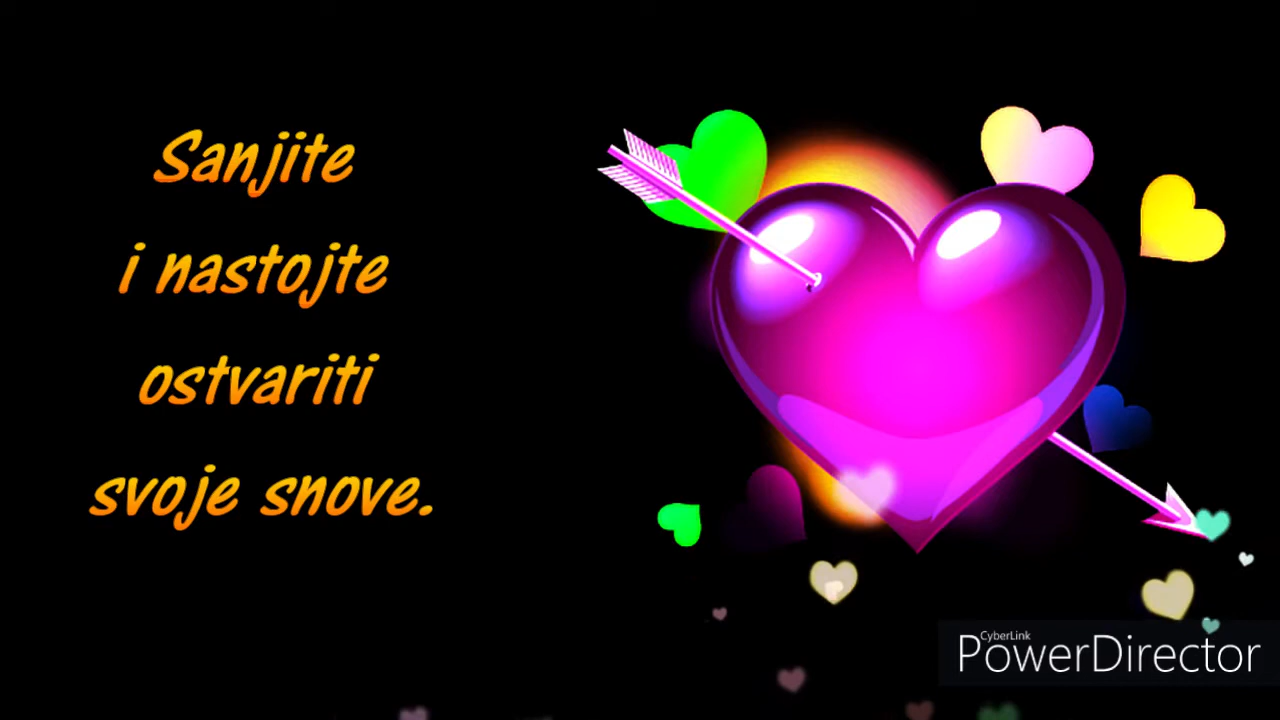 Sanjite
i nastojte
ostvariti
svoje snove.
CyberLink
PowerDirector